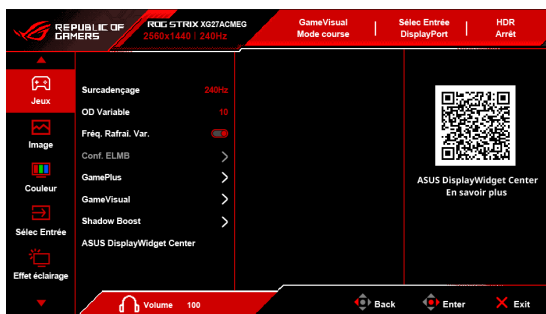 REPUBLIC OF
GAMERS
ROG STRIX XG27ACMEG
2560x1440 | 240Hz
GameVisual
Mode course
Sélec Entrée
DisplayPort
HDR
Arrêt
Jeux
Image
Couleur
Sélec Entrée
Effet éclairage
Surcadençage 240Hz
OD Variable 10
Fréq. Rafraî. Var.
Conf. ELMB
GamePlus
GameVisual
Shadow Boost
ASUS DisplayWidget Center
ASUS DisplayWidget Center
En savoir plus
Volume 100
Back
Enter
Exit